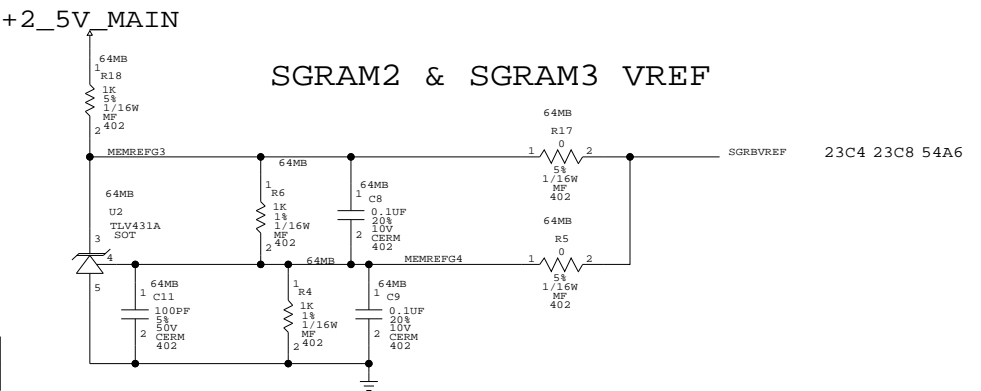 +2_5V_MAIN
SGRAM2 & SGRAM3 VREF
64MB
1
R18
1K
5%
1/16W
MF
402
2
MEMREFG3
64MB
64MB
R17
0
1
2
5%
1/16W
MF
402
SGRBVREF
23C4 23C8 54A6
64MB
U2
TLV431A
SOT
3
4
5
1
R6
1K
1%
1/16W
MF
402
2
64MB
1
C8
0.1UF
20%
10V
CERM
402
2
64MB
MEMREFG4
64MB
R5
0
1
2
5%
1/16W
MF
402
64MB
1
C11
100PF
5%
50V
CERM
402
2
1
R4
1K
1%
1/16W
MF
402
2
64MB
1
C9
0.1UF
20%
10V
CERM
402
2